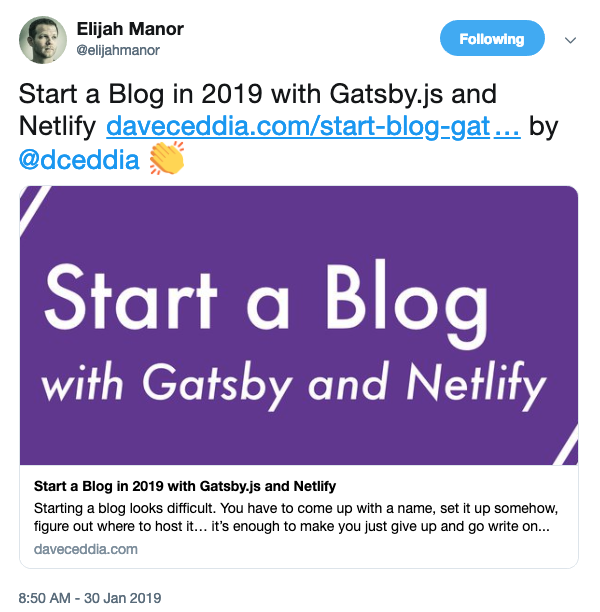 Elijah Manor
@elijahmanor
Following
Start a Blog in 2019 with Gatsby.js and
Netlify daveceddia.com/start-blog-gat… by
@dceddia 👏
Start a Blog
with Gatsby and Netlify
Start a Blog in 2019 with Gatsby.js and Netlify
Starting a blog looks difficult. You have to come up with a name, set it up somehow,
figure out where to host it… it's enough to make you just give up and go write on...
daveceddia.com
8:50 AM - 30 Jan 2019